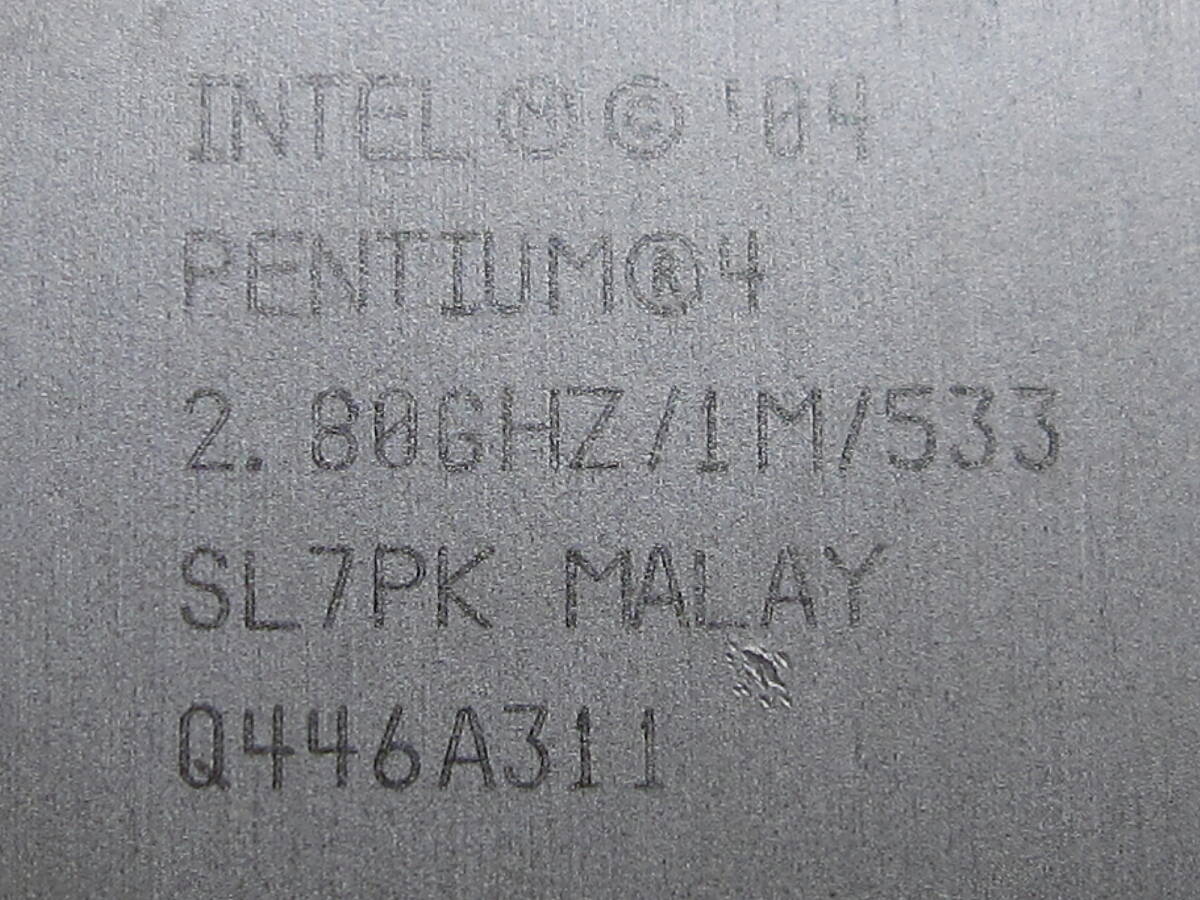 INTEL Ⓜ © '04
PENTIUM®4
2.80GHZ/1M/533
SL7PK MALAY
Q446A311